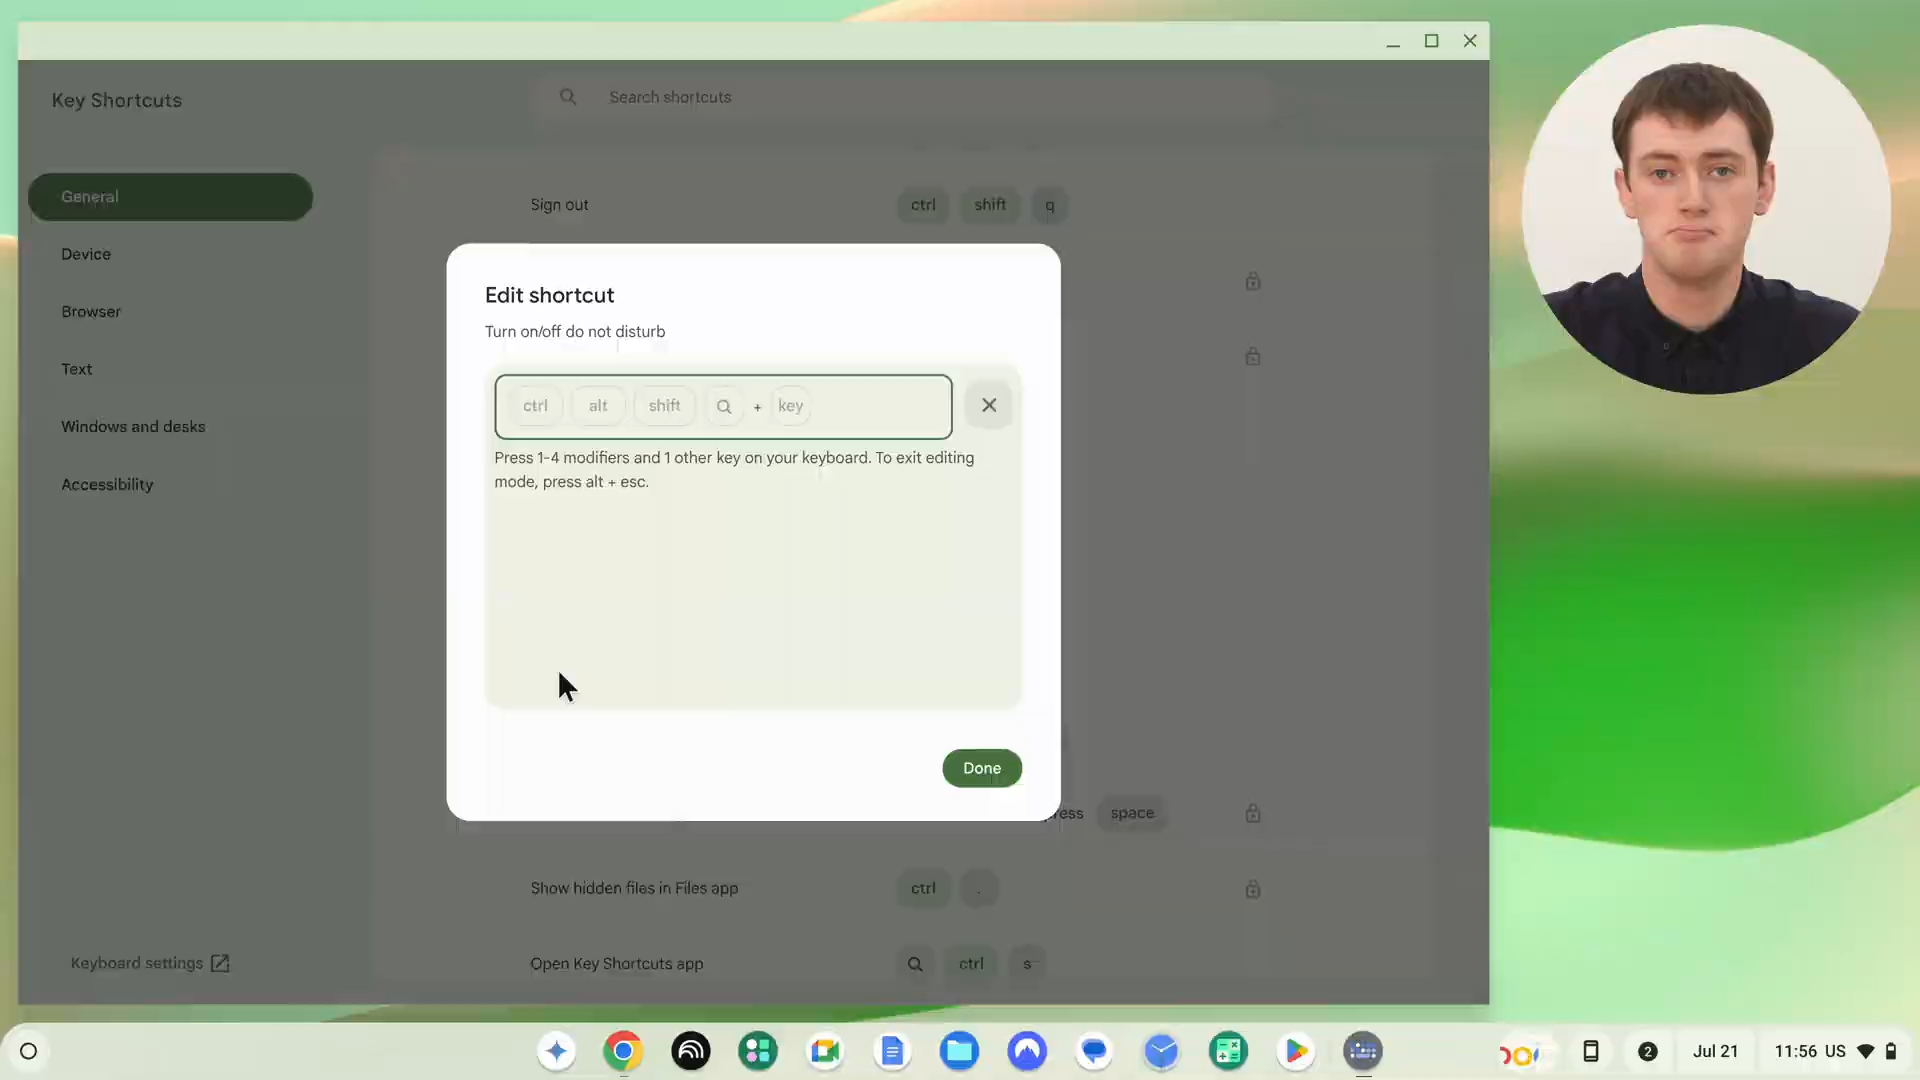 Key Shortcuts
Search shortcuts
General
Device
Browser
Text
Windows and desks
Accessibility
Keyboard settings
Sign out
ctrl shift q
Edit shortcut
Turn on/off do not disturb
ctrl alt shift + key
Press 1-4 modifiers and 1 other key on your keyboard. To exit editing
mode, press alt + esc.
Done
space
Show hidden files in Files app
ctrl .
Open Key Shortcuts app
ctrl s
2
Jul 21
11:56 US